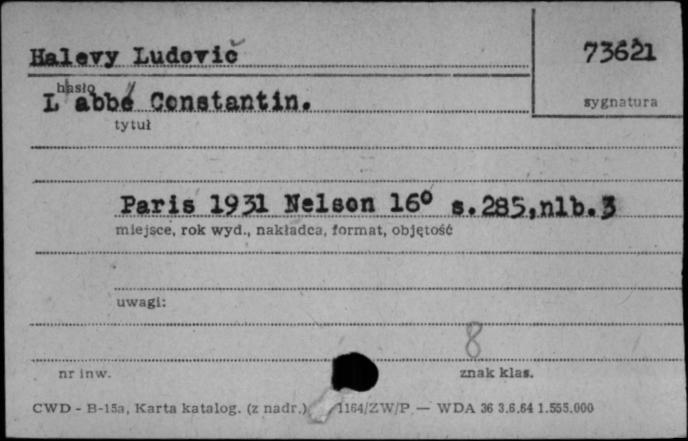 Halevy Ludovič
73621
hasło
sygnatura
L'abbé Constantin.
tytuł
Paris 1931 Nelson 16° s.285,nlb.3
miejsce, rok wyd., nakładca, format, objętość
uwagi:
8
nr inw.
znak klas.
CWD - B-15a, Karta katalog. (z nadr.) 1164/ZW/P — WDA 36 3.6.64 1.555.000